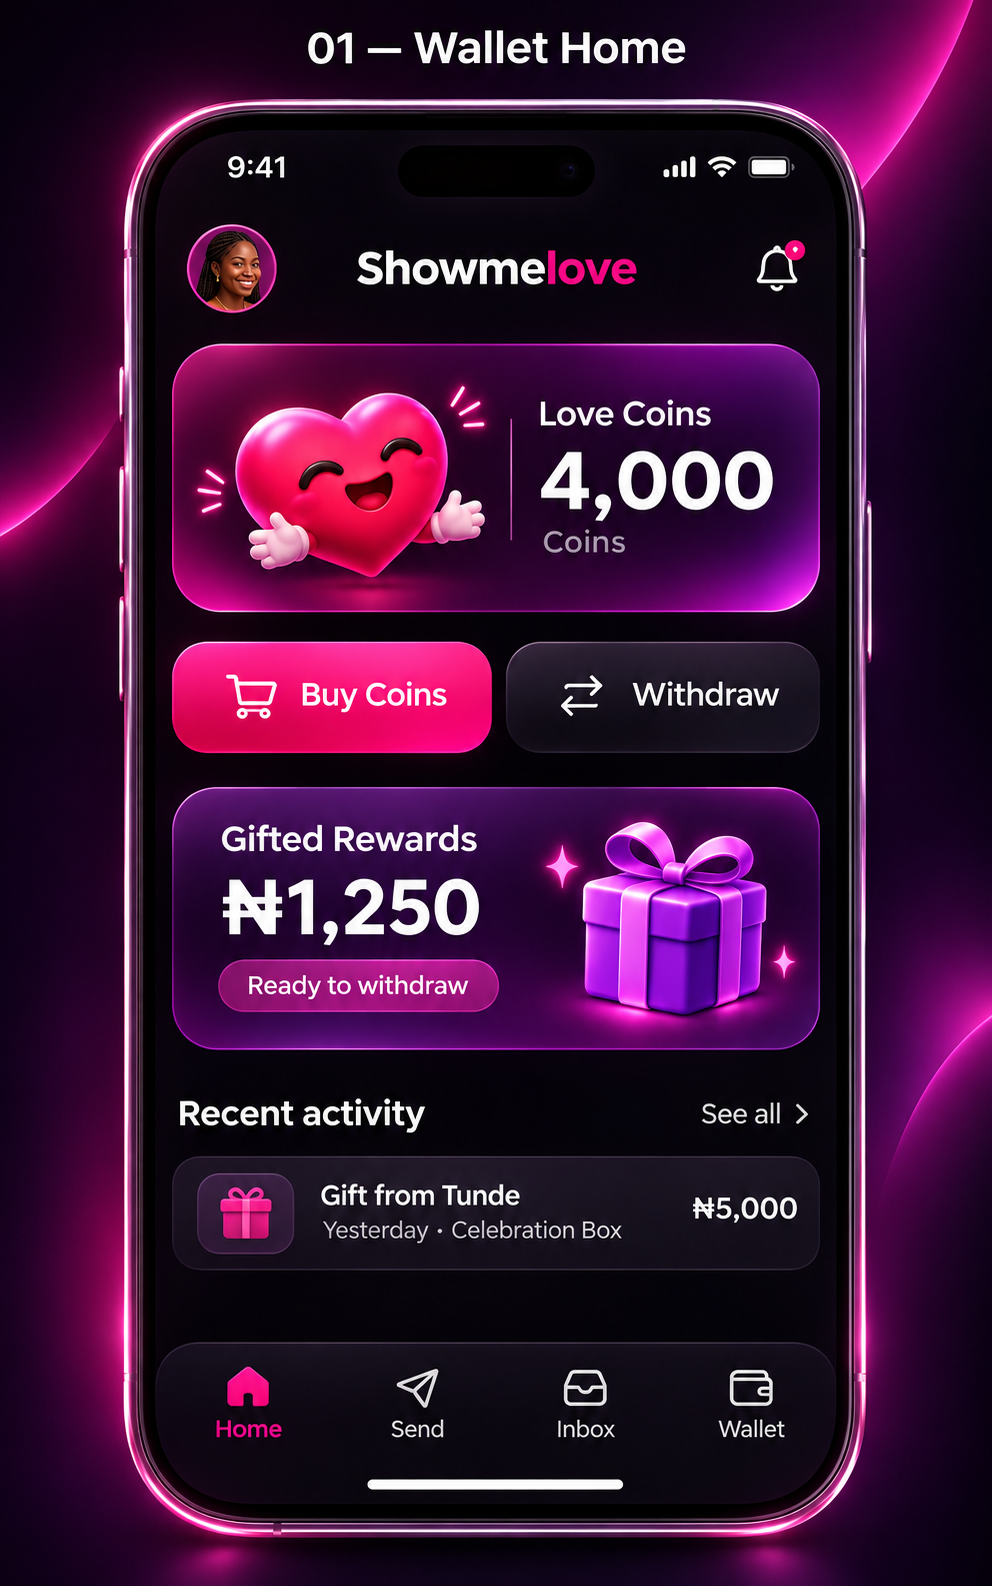 01 — Wallet Home
9:41
Showmelove
Love Coins
4,000
Coins
Buy Coins
Withdraw
Gifted Rewards
₦1,250
Ready to withdraw
Recent activity
See all
Gift from Tunde
Yesterday • Celebration Box
₦5,000
Home
Send
Inbox
Wallet